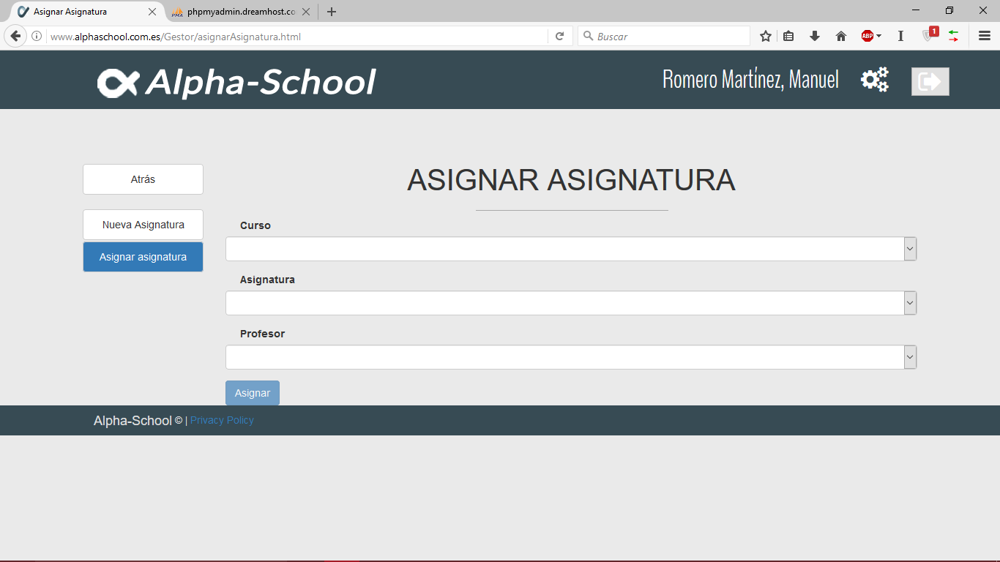 Asignar Asignatura
phpmyadmin.dreamhost.co
www.alphaschool.com.es/Gestor/asignarAsignatura.html
Buscar
ABP
1
Alpha-School
Romero Martínez, Manuel
Atrás
Nueva Asignatura
Asignar asignatura
ASIGNAR ASIGNATURA
Curso
Asignatura
Profesor
Asignar
Alpha-School © | Privacy Policy